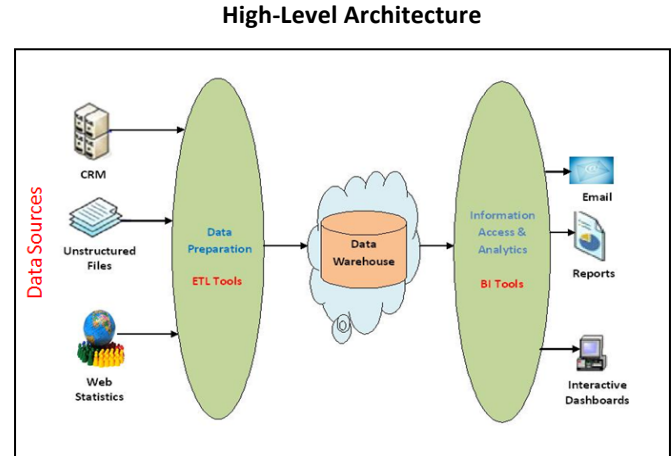 High-Level Architecture
Data Sources
CRM
Unstructured
Files
Web
Statistics
Data
Preparation
ETL Tools
Data
Warehouse
Information
Access &
Analytics
BI Tools
Email
Reports
Interactive
Dashboards